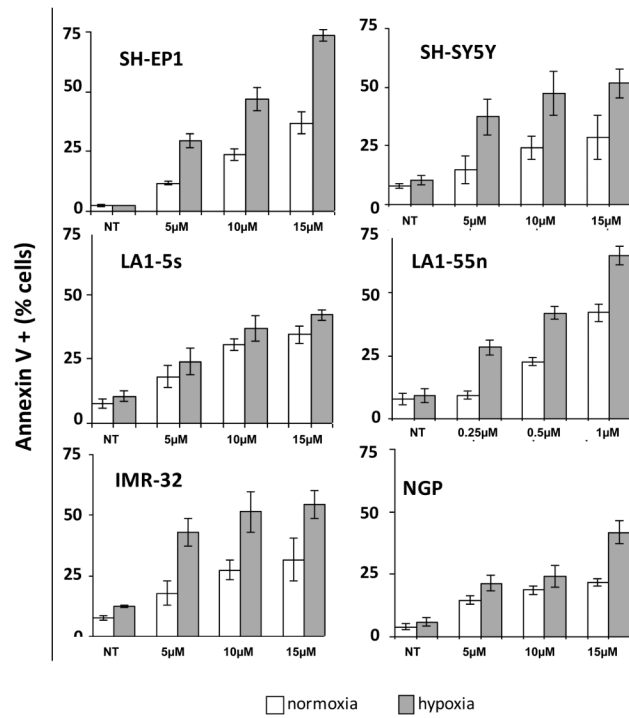 Annexin V + (% cells)
SH-EP1
75
50
25
0
NT 5µM 10µM 15µM
SH-SY5Y
75
50
25
0
NT 5µM 10µM 15µM
LA1-5s
75
50
25
0
NT 5µM 10µM 15µM
LA1-55n
75
50
25
0
NT 0.25µM 0.5µM 1µM
IMR-32
75
50
25
0
NT 5µM 10µM 15µM
NGP
75
50
25
0
NT 5µM 10µM 15µM
normoxia hypoxia